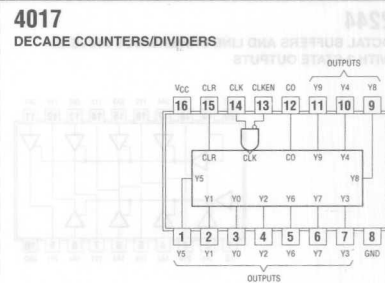 4017
DECADE COUNTERS/DIVIDERS
OUTPUTS
VCC CLR CLK CLKEN CO Y9 Y4 Y8
16 15 14 13 12 11 10 9
CLR CLK CO Y9 Y4
Y5 Y8
Y1 Y0 Y2 Y6 Y7 Y3
1 2 3 4 5 6 7 8
Y5 Y1 Y0 Y2 Y6 Y7 Y3 GND
OUTPUTS